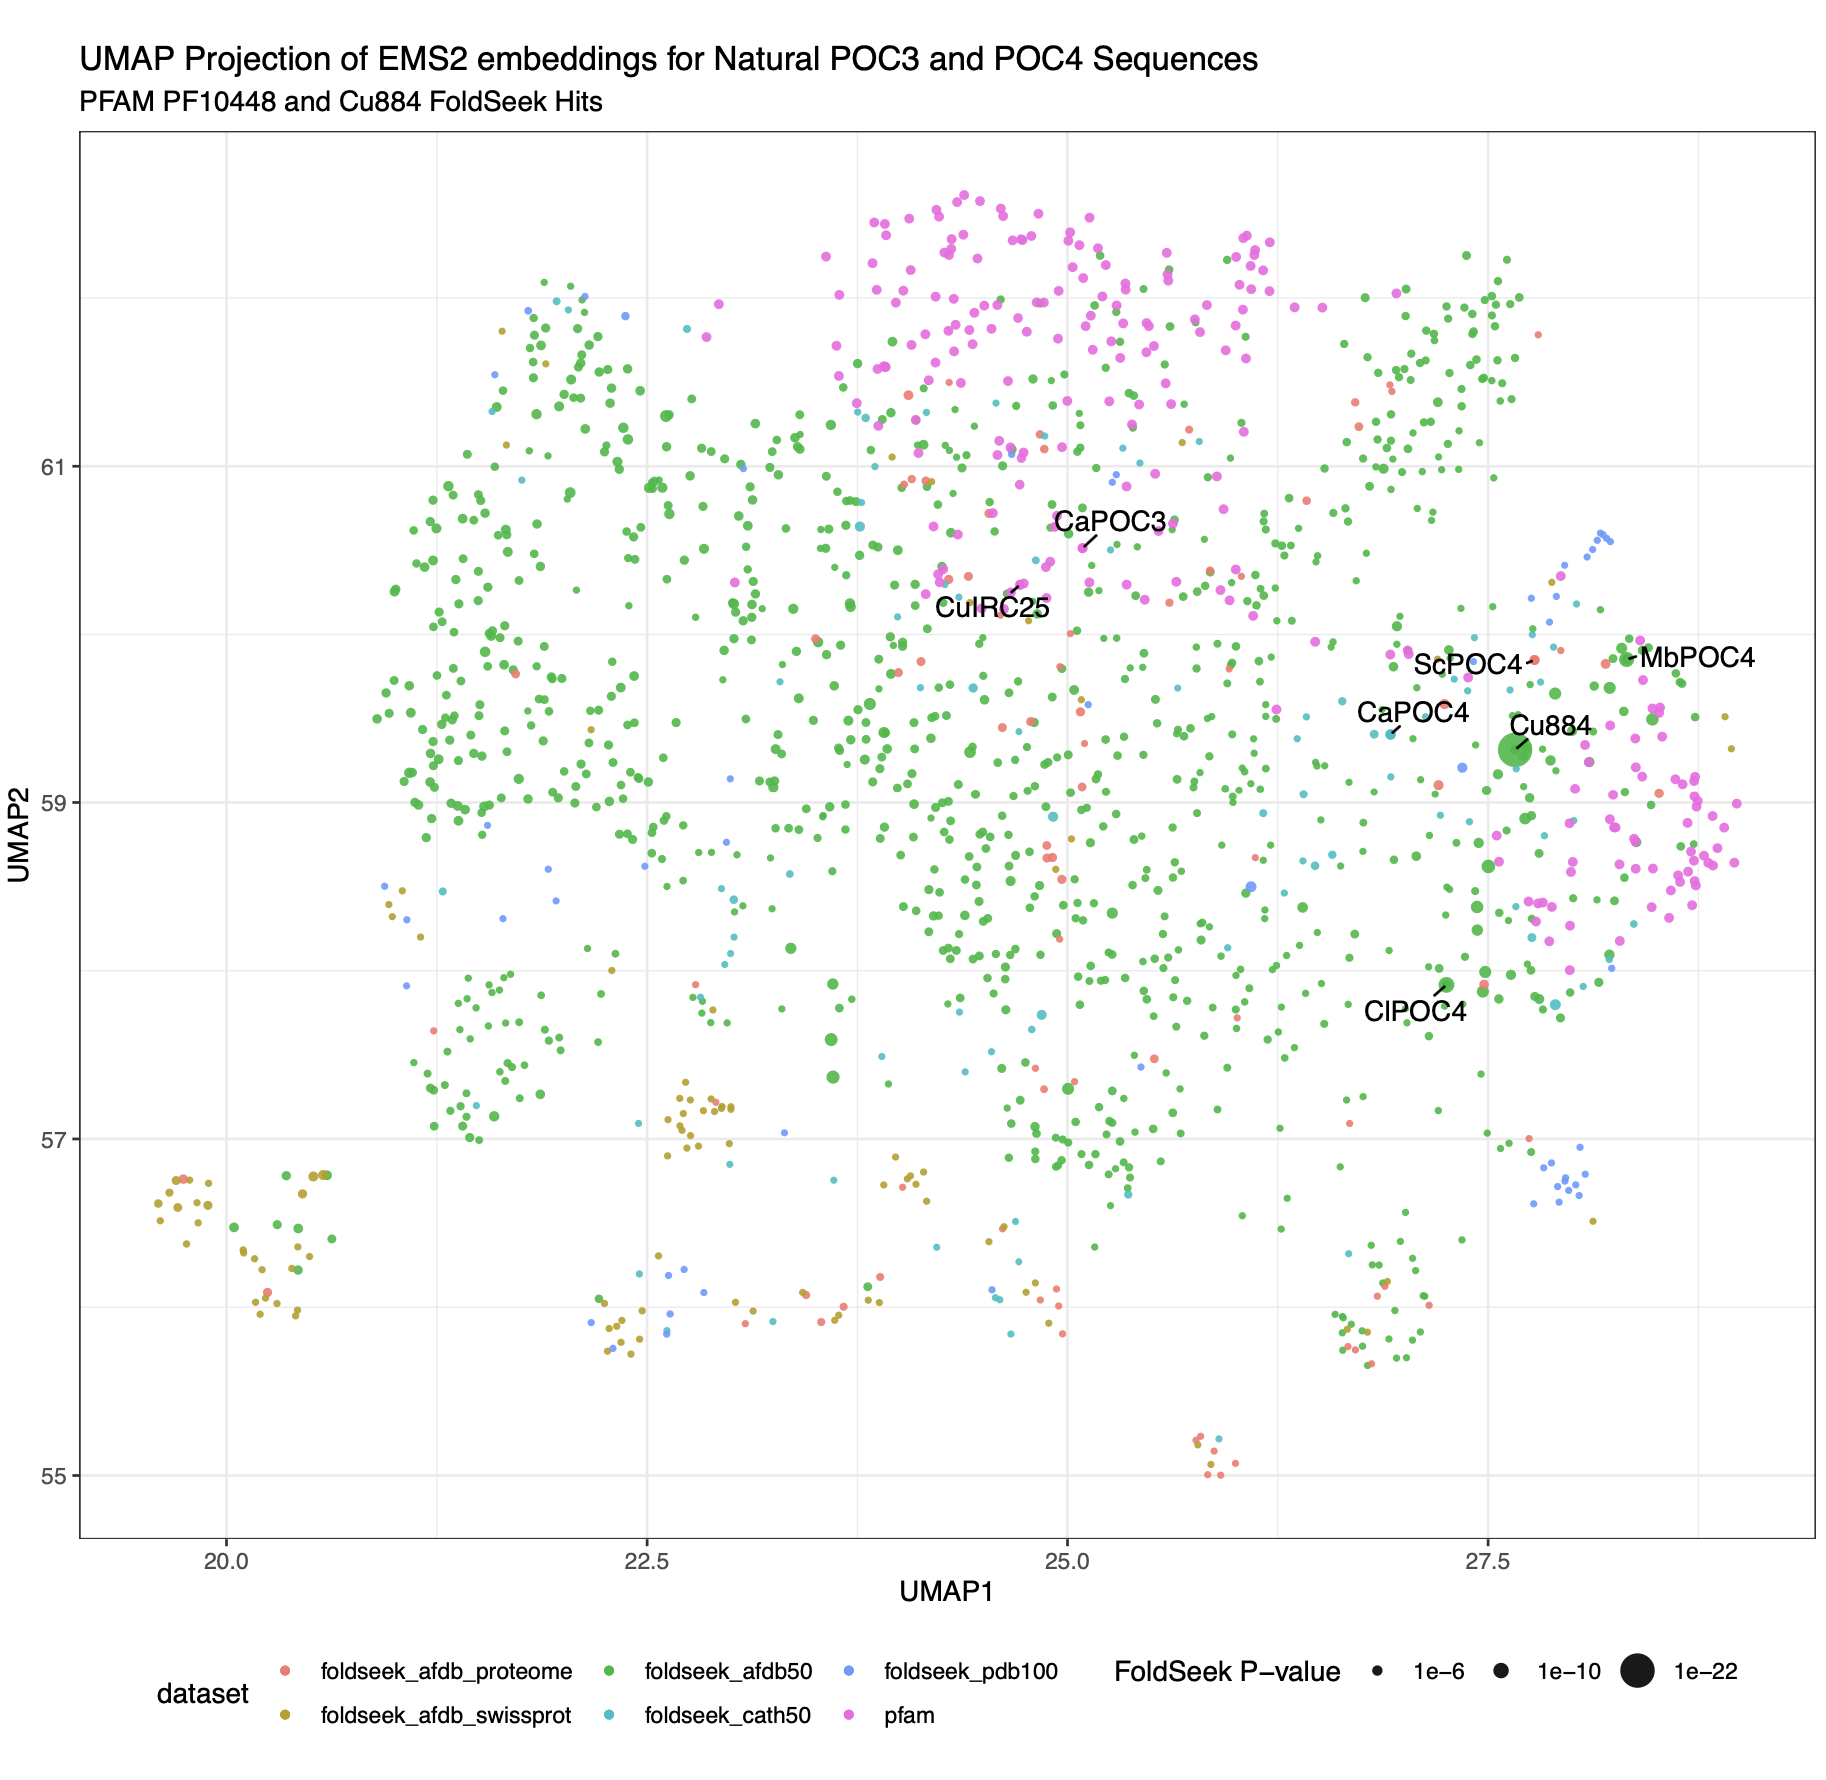 UMAP Projection of EMS2 embeddings for Natural POC3 and POC4 Sequences
PFAM PF10448 and Cu884 FoldSeek Hits
CaPOC3
CuIRC25
ScPOC4
MbPOC4
CaPOC4
Cu884
ClPOC4
61
59
57
55
UMAP2
20.0
22.5
25.0
27.5
UMAP1
dataset
foldseek_afdb_proteome
foldseek_afdb50
foldseek_pdb100
foldseek_afdb_swissprot
foldseek_cath50
pfam
FoldSeek P−value
1e−6
1e−10
1e−22